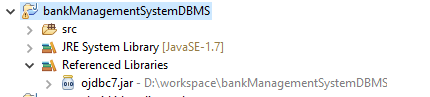 bankManagementSystemDBMS
src
JRE System Library [JavaSE-1.7]
Referenced Libraries
ojdbc7.jar - D:\workspace\bankManagementSystemDBMS